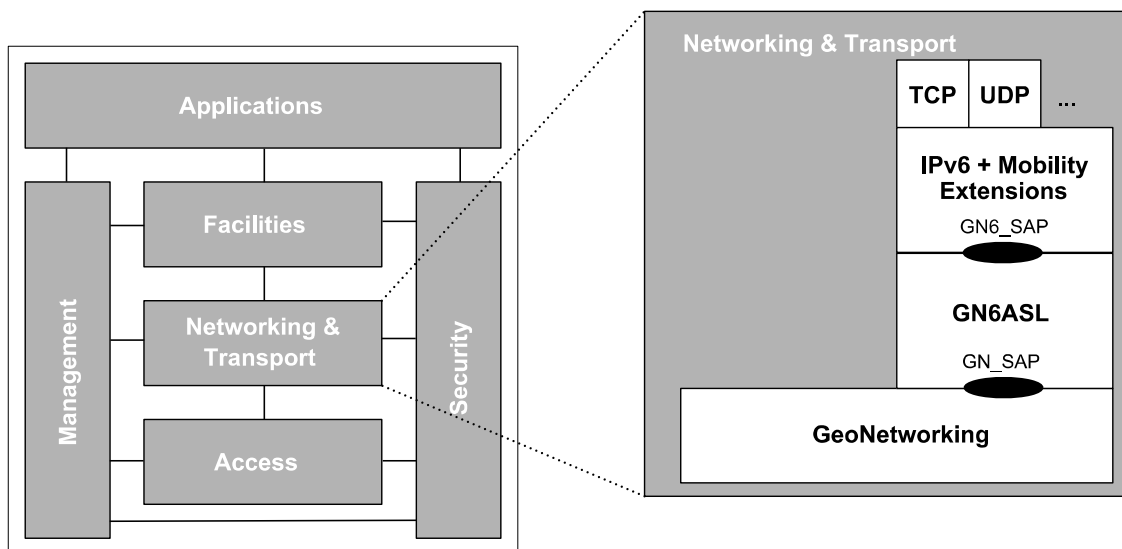 Applications
Facilities
Management
Networking &
Transport
Security
Access
Networking & Transport
TCP
UDP
...
IPv6 + Mobility
Extensions
GN6_SAP
GN6ASL
GN_SAP
GeoNetworking